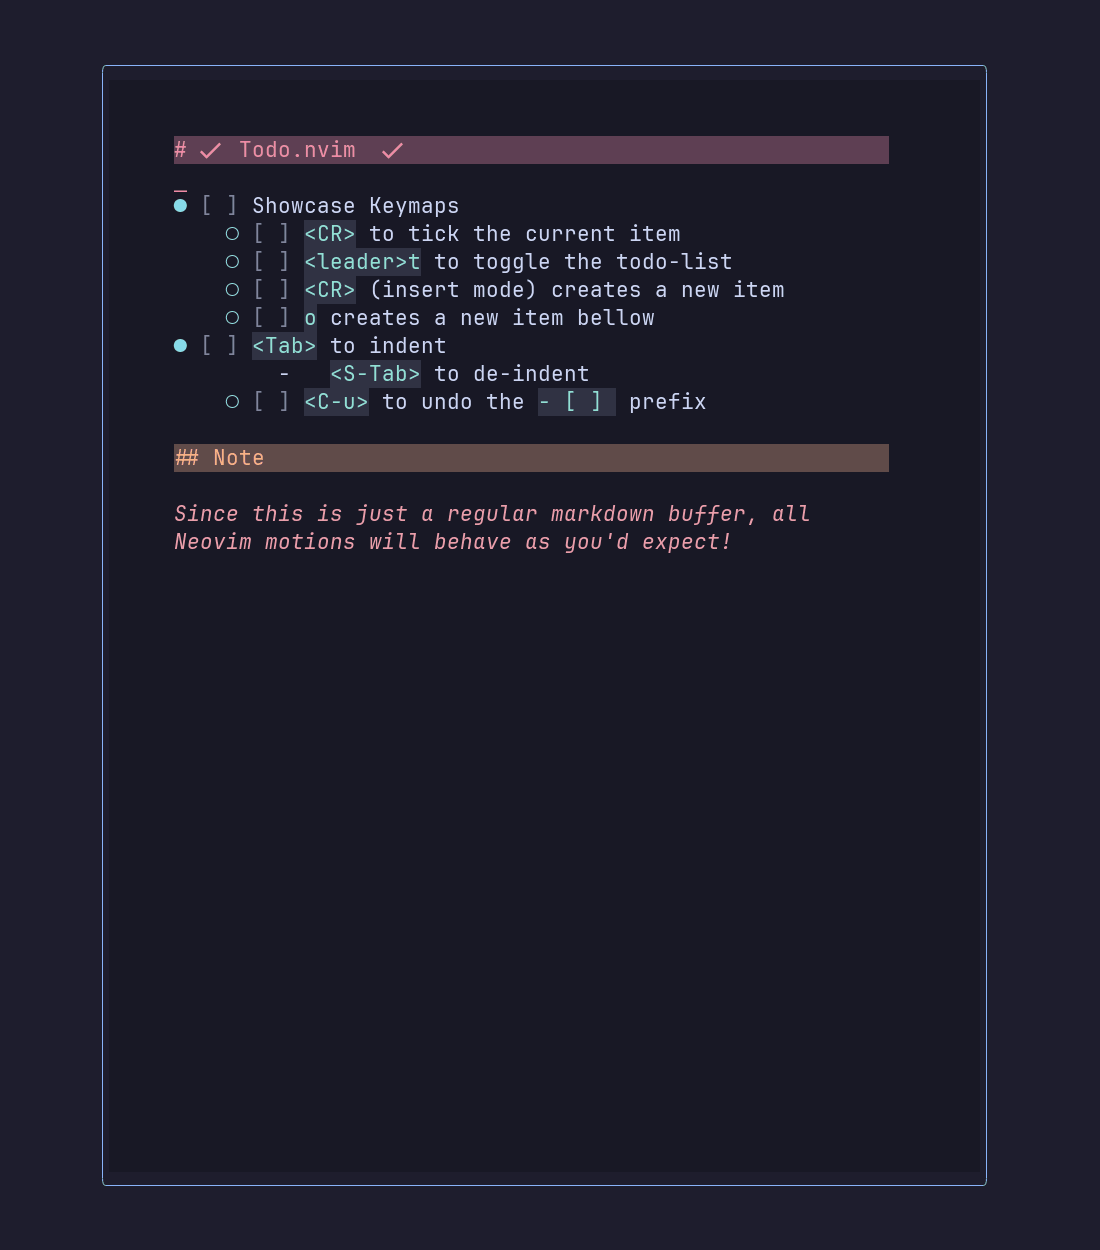 # ✓ Todo.nvim ✓
● [ ] Showcase Keymaps
○ [ ] <CR> to tick the current item
○ [ ] <leader>t to toggle the todo-list
○ [ ] <CR> (insert mode) creates a new item
○ [ ] o creates a new item bellow
● [ ] <Tab> to indent
- <S-Tab> to de-indent
○ [ ] <C-u> to undo the - [ ] prefix
## Note
Since this is just a regular markdown buffer, all
Neovim motions will behave as you'd expect!